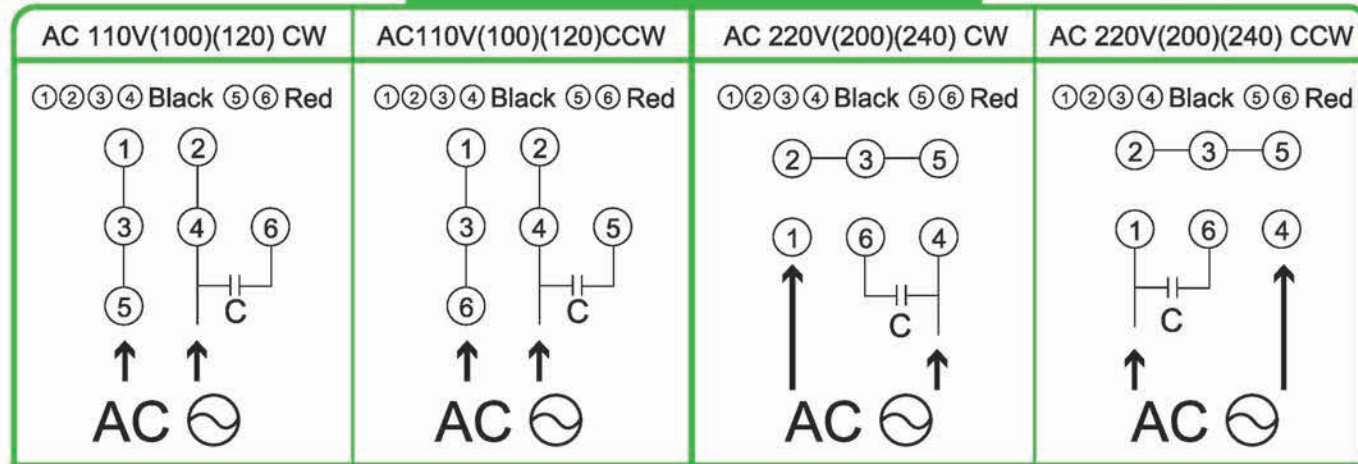 AC 110V(100)(120) CW
①②③④ Black ⑤⑥ Red
① ②
③ ④ ⑥
⑤ C
AC
AC110V(100)(120)CCW
①②③④ Black ⑤⑥ Red
① ②
③ ④ ⑤
⑥ C
AC
AC 220V(200)(240) CW
①②③④ Black ⑤⑥ Red
② ③ ⑤
① ⑥ ④
C
AC
AC 220V(200)(240) CCW
①②③④ Black ⑤⑥ Red
② ③ ⑤
① ⑥ ④
C
AC